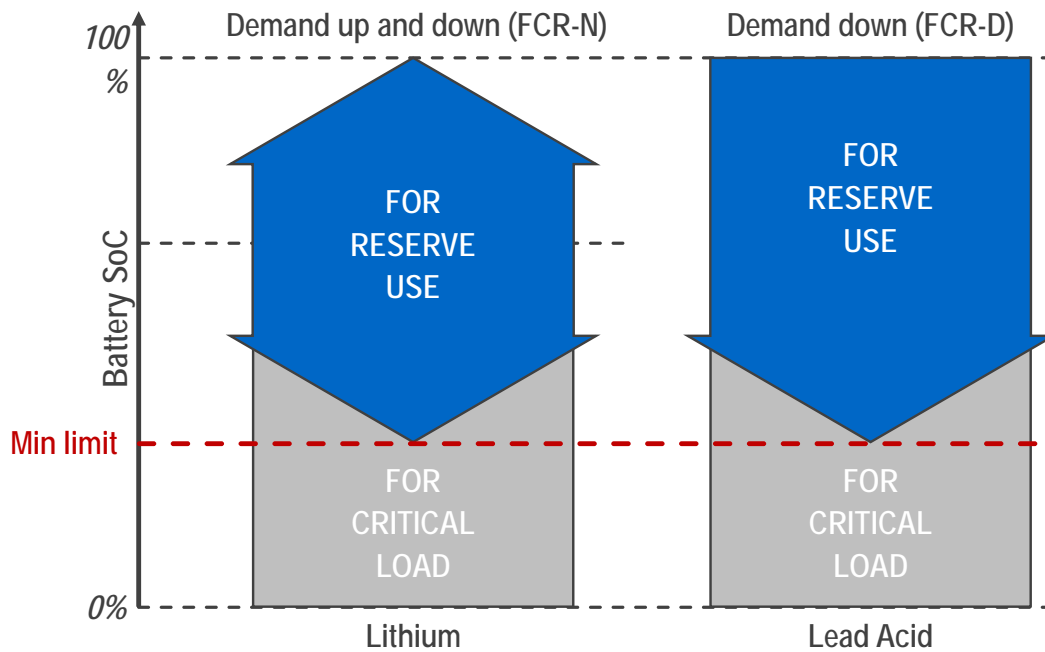 100
%
Demand up and down (FCR-N)
Demand down (FCR-D)
FOR
RESERVE
USE
FOR
RESERVE
USE
Battery SoC
Min limit
FOR
CRITICAL
LOAD
FOR
CRITICAL
LOAD
0%
Lithium
Lead Acid